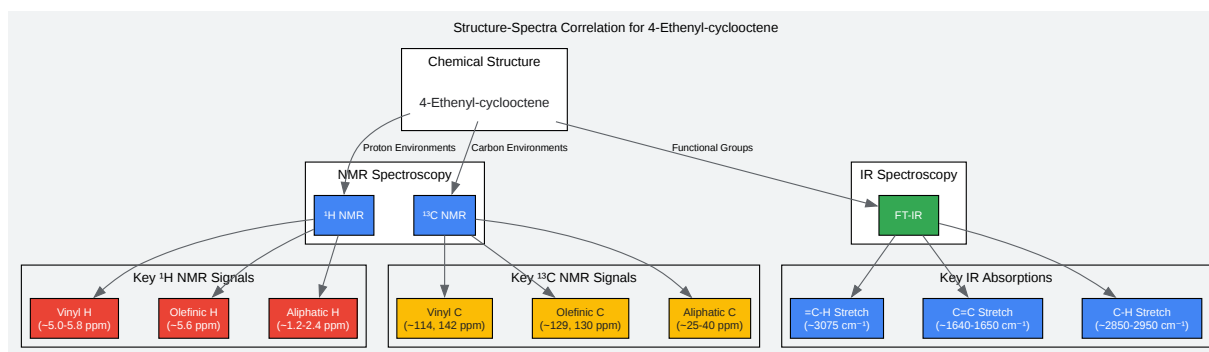 Structure-Spectra Correlation for 4-Ethenyl-cyclooctene
Chemical Structure
4-Ethenyl-cyclooctene
Proton Environments
Carbon Environments
Functional Groups
NMR Spectroscopy
IR Spectroscopy
¹H NMR
¹³C NMR
FT-IR
Key ¹H NMR Signals
Key ¹³C NMR Signals
Key IR Absorptions
Vinyl H
(~5.0-5.8 ppm)
Olefinic H
(~5.6 ppm)
Aliphatic H
(~1.2-2.4 ppm)
Vinyl C
(~114, 142 ppm)
Olefinic C
(~129, 130 ppm)
Aliphatic C
(~25-40 ppm)
=C-H Stretch
(~3075 cm⁻¹)
C=C Stretch
(~1640-1650 cm⁻¹)
C-H Stretch
(~2850-2950 cm⁻¹)